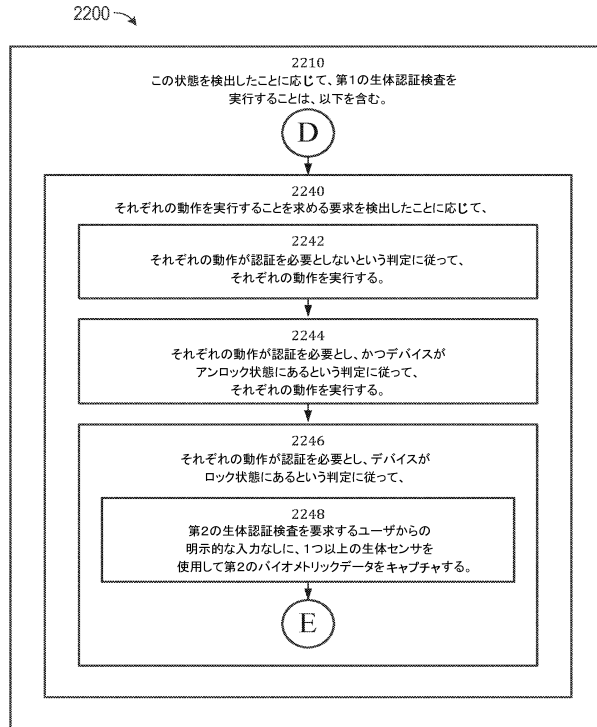 2200
2210
この状態を検出したことに応じて、第1の生体認証検査を
実行することは、以下を含む。
D
2240
それぞれの動作を実行することを求める要求を検出したことに応じて、
2242
それぞれの動作が認証を必要としないという判定に従って、
それぞれの動作を実行する。
2244
それぞれの動作が認証を必要とし、かつデバイスが
アンロック状態にあるという判定に従って、
それぞれの動作を実行する。
2246
それぞれの動作が認証を必要とし、デバイスが
ロック状態にあるという判定に従って、
2248
第2の生体認証検査を要求するユーザからの
明示的な入力なしに、1つ以上の生体センサを
使用して第2のバイオメトリックデータをキャプチャする。
E